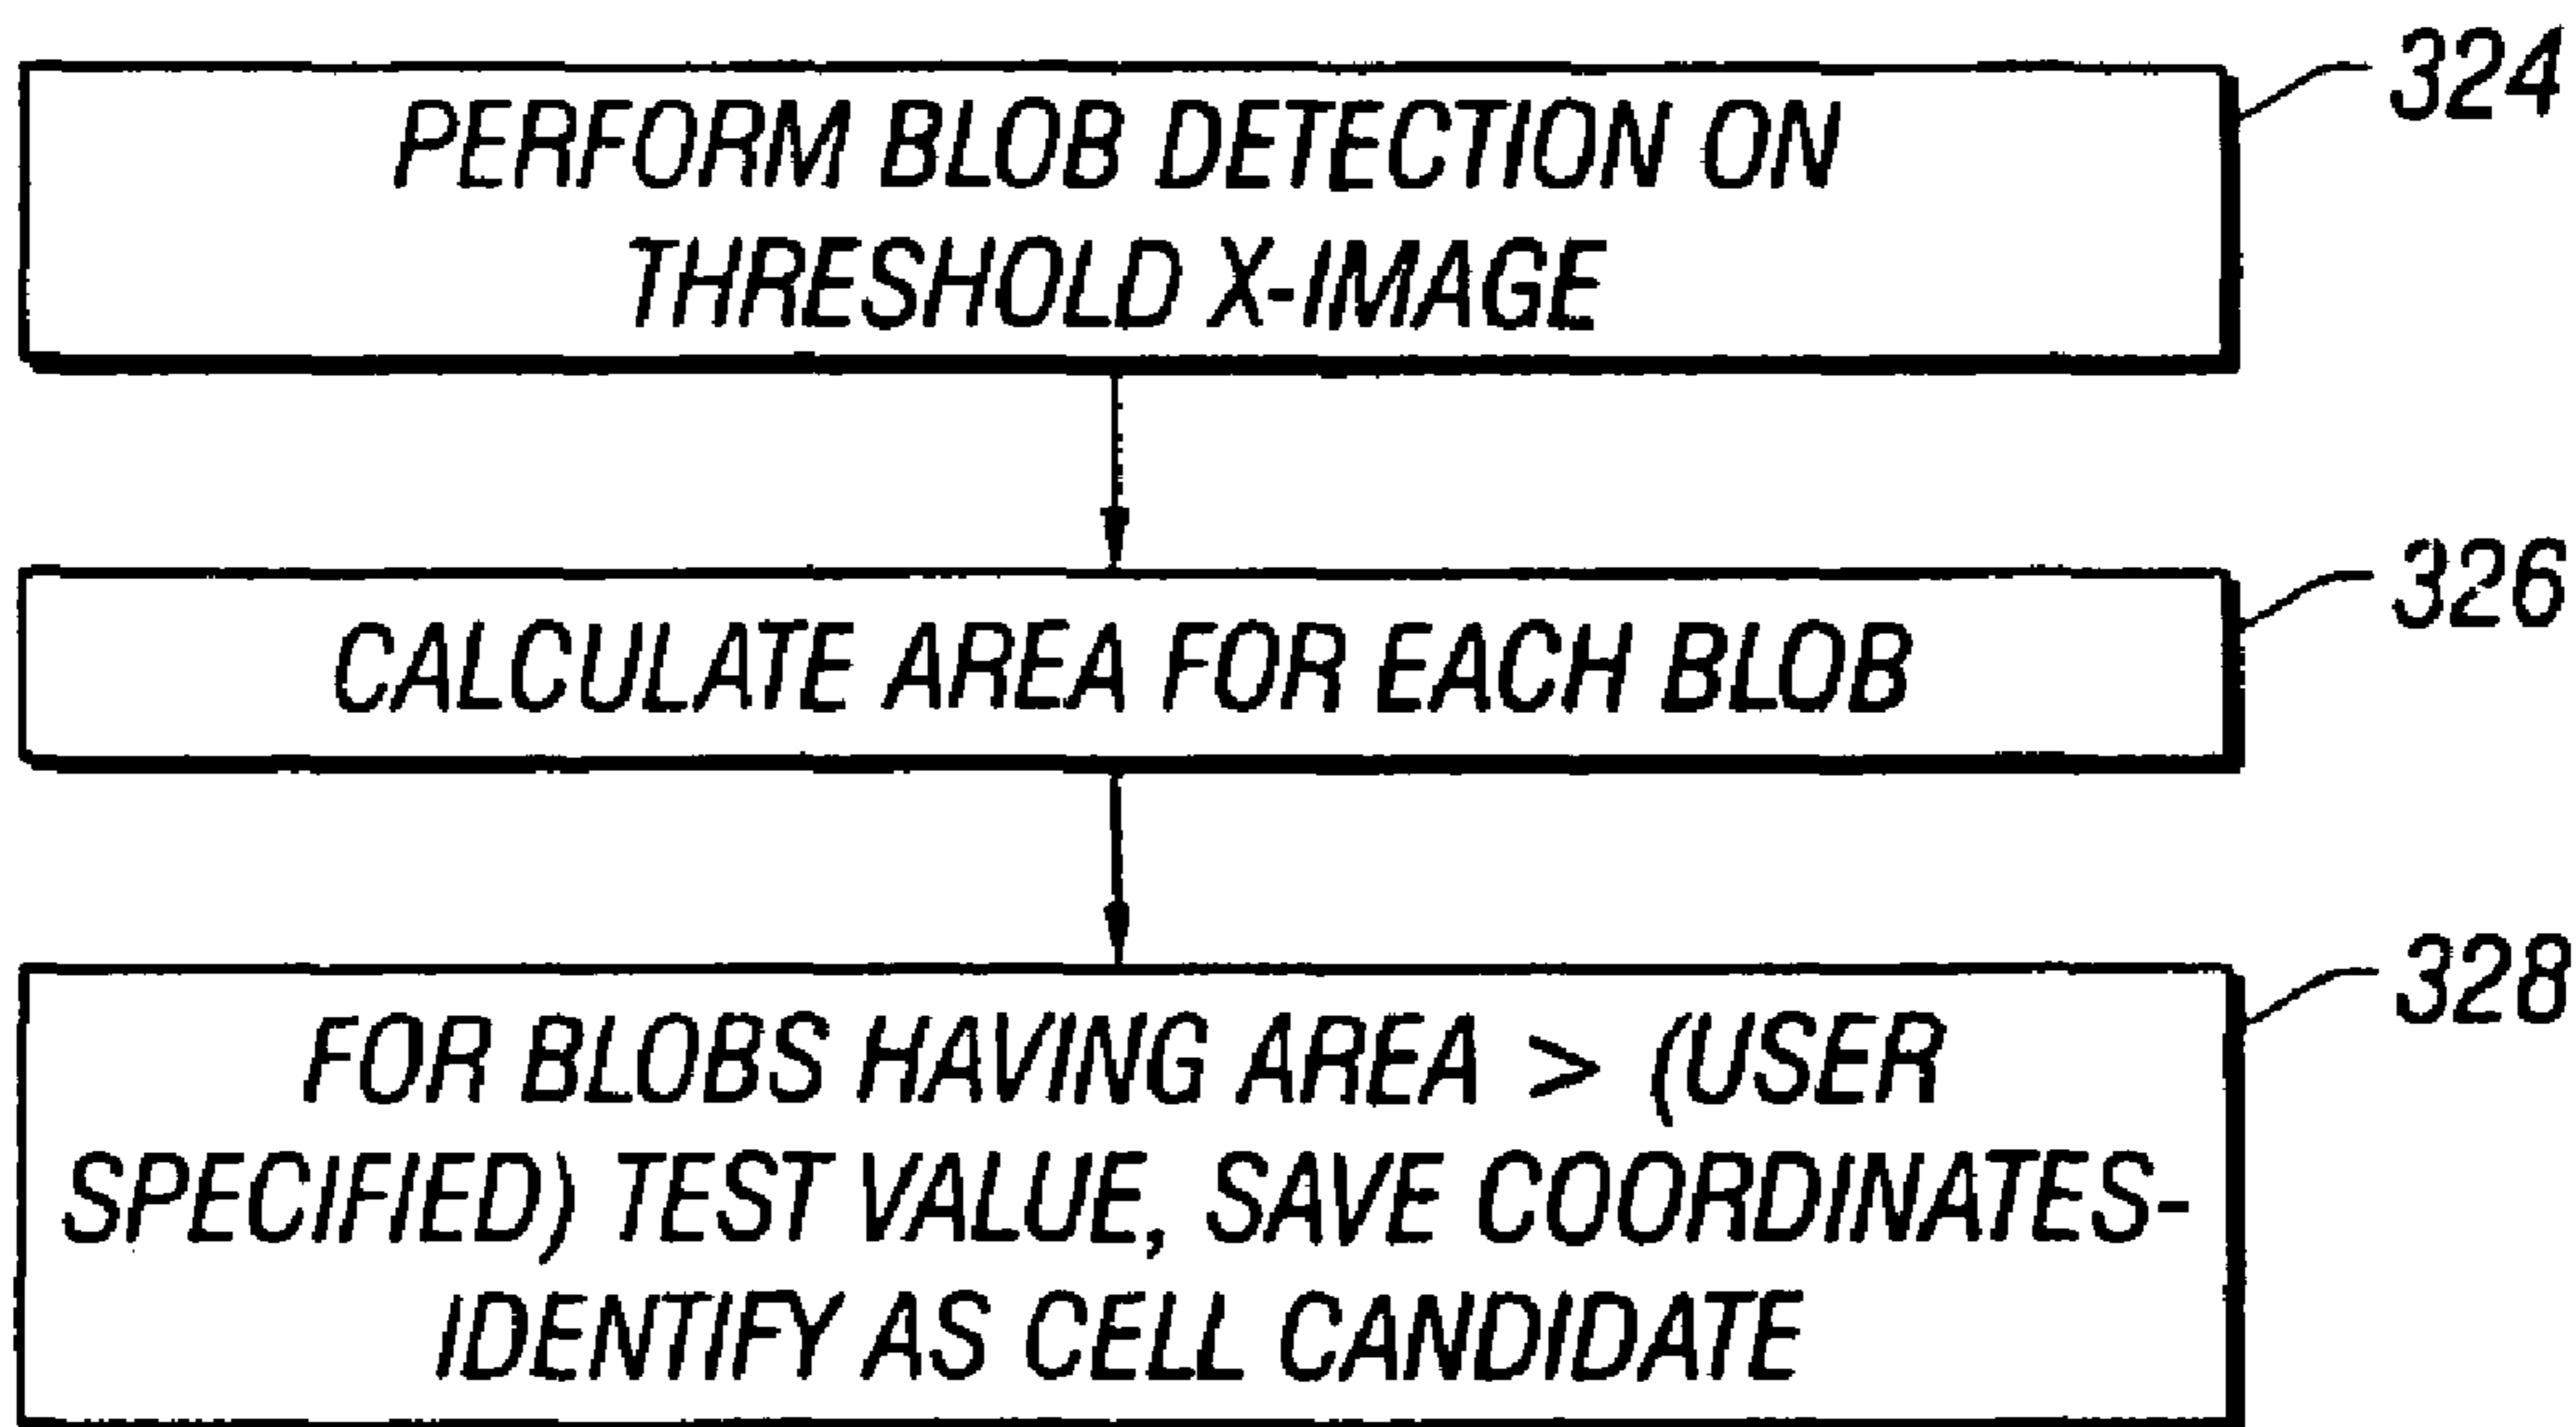 324
PERFORM BLOB DETECTION ON
THRESHOLD X-IMAGE
326
CALCULATE AREA FOR EACH BLOB
328
FOR BLOBS HAVING AREA > (USER
SPECIFIED) TEST VALUE, SAVE COORDINATES-
IDENTIFY AS CELL CANDIDATE